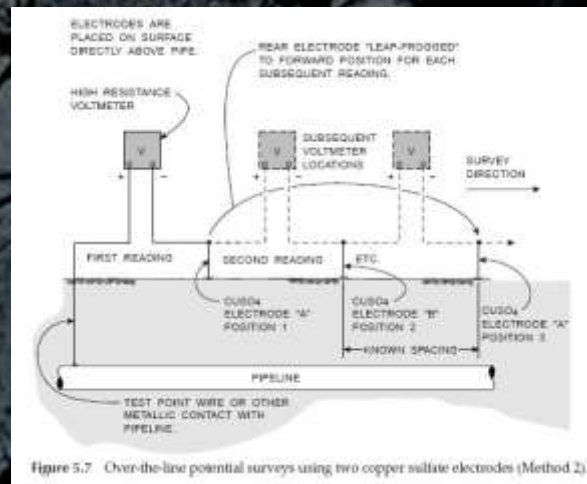 ELECTRODES ARE
PLACED ON SURFACE
DIRECTLY ABOVE PIPE.
HIGH RESISTANCE
VOLTMETER
REAR ELECTRODE "LEAP-FROGGED"
TO FORWARD POSITION FOR EACH
SUBSEQUENT READING.
V
V
V
SUBSEQUENT
VOLTMETER
LOCATIONS
SURVEY
DIRECTION
+ −
+ −
+ −
FIRST READING
SECOND READING
ETC.
CUSO4
ELECTRODE "A"
POSITION 1
CUSO4
ELECTRODE "B"
POSITION 2
CUSO4
ELECTRODE "A"
POSITION 3
KNOWN SPACING
PIPELINE
TEST POINT WIRE OR OTHER
METALLIC CONTACT WITH
PIPELINE.
Figure 5.7 Over-the-line potential surveys using two copper sulfate electrodes (Method 2)